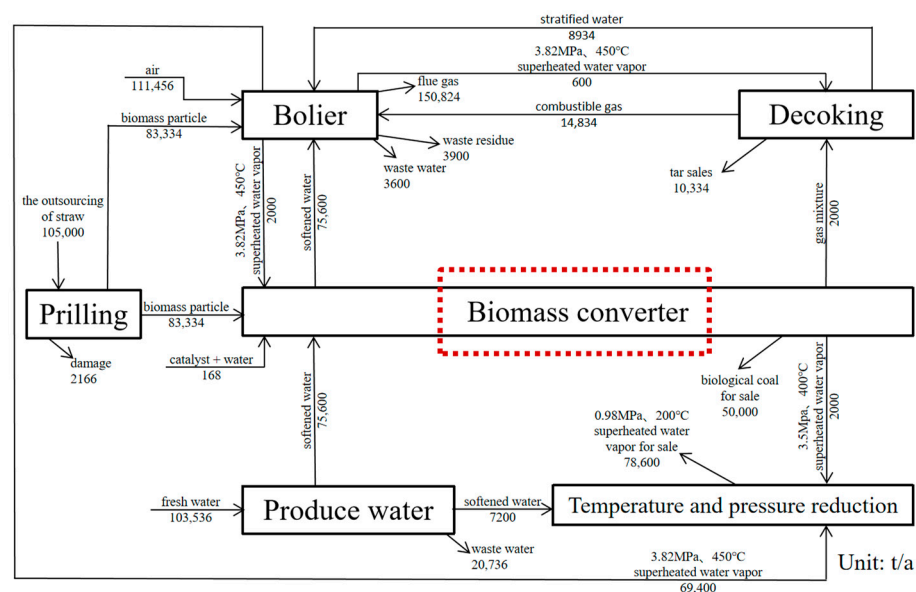 stratified water
8934
3.82MPa、450℃
superheated water vapor
600
air
111,456
flue gas
150,824
Bolier
combustible gas
14,834
Decoking
biomass particle
83,334
waste residue
3900
waste water
3600
tar sales
10,334
the outsourcing
of straw
105,000
3.82MPa、450℃
superheated water vapor
2000
softened water
75,600
gas mixture
2000
Prilling
biomass particle
83,334
Biomass converter
damage
2166
catalyst + water
168
softened water
75,600
biological coal
for sale
50,000
3.5Mpa、400℃
superheated water vapor
2000
0.98MPa、200℃
superheated water
vapor for sale
78,600
fresh water
103,536
Produce water
softened water
7200
Temperature and pressure reduction
waste water
20,736
3.82MPa、450℃
superheated water vapor
69,400
Unit: t/a